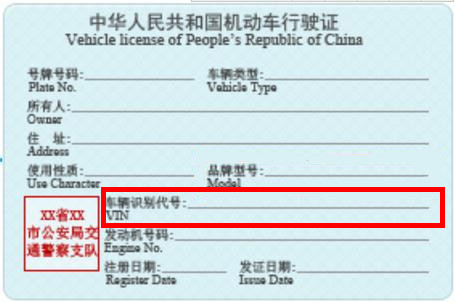 中华人民共和国机动车行驶证
Vehicle license of People's Republic of China
号牌号码: 车辆类型:
Plate No. Vehicle Type
所有人:
Owner
住 址:
Address
使用性质: 品牌型号:
Use Character Model
车辆识别代号:
VIN
XX省XX
市公安局交
通警察支队
发动机号码:
Engine No.
注册日期: 发证日期:
Register Date Issue Date